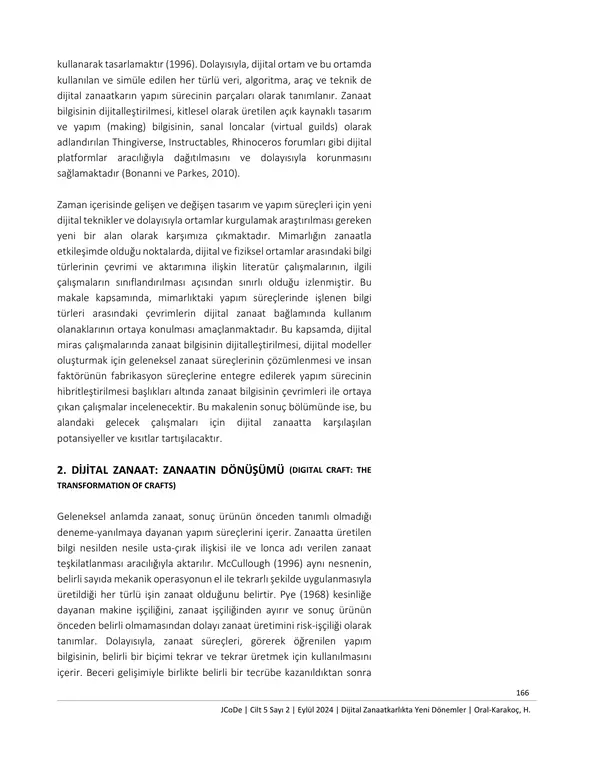 kullanarak tasarlamaktır (1996). Dolayısıyla, dijital ortam ve bu ortamda
kullanılan ve simüle edilen her türlü veri, algoritma, araç ve teknik de
dijital zanaatkarın yapım sürecinin parçaları olarak tanımlanır. Zanaat
bilgisinin dijitalleştirilmesi, kitlesel olarak üretilen açık kaynaklı tasarım
ve yapım (making) bilgisinin, sanal loncalar (virtual guilds) olarak
adlandırılan Thingiverse, Instructables, Rhinoceros forumları gibi dijital
platformlar aracılığıyla dağıtılmasını ve dolayısıyla korunmasını
sağlamaktadır (Bonanni ve Parkes, 2010).
Zaman içerisinde gelişen ve değişen tasarım ve yapım süreçleri için yeni
dijital teknikler ve dolayısıyla ortamlar kurgulamak araştırılması gereken
yeni bir alan olarak karşımıza çıkmaktadır. Mimarlığın zanaatla
etkileşimde olduğu noktalarda, dijital ve fiziksel ortamlar arasındaki bilgi
türlerinin çevrimi ve aktarımına ilişkin literatür çalışmalarının, ilgili
çalışmaların sınıflandırılması açısından sınırlı olduğu izlenmiştir. Bu
makale kapsamında, mimarlıktaki yapım süreçlerinde işlenen bilgi
türleri arasındaki çevrimlerin dijital zanaat bağlamında kullanım
olanaklarının ortaya konulması amaçlanmaktadır. Bu kapsamda, dijital
miras çalışmalarında zanaat bilgisinin dijitalleştirilmesi, dijital modeller
oluşturmak için geleneksel zanaat süreçlerinin çözümlenmesi ve insan
faktörünün fabrikasyon süreçlerine entegre edilerek yapım sürecinin
hibritleştirilmesi başlıkları altında zanaat bilgisinin çevrimleri ile ortaya
çıkan çalışmalar incelenecektir. Bu makalenin sonuç bölümünde ise, bu
alandaki gelecek çalışmaları için dijital zanaatta karşılaşılan
potansiyeller ve kısıtlar tartışılacaktır.
2. DİJİTAL ZANAAT: ZANAATIN DÖNÜŞÜMÜ (DIGITAL CRAFT: THE
TRANSFORMATION OF CRAFTS)
Geleneksel anlamda zanaat, sonuç ürünün önceden tanımlı olmadığı
deneme-yanılmaya dayanan yapım süreçlerini içerir. Zanaatta üretilen
bilgi nesilden nesile usta-çırak ilişkisi ile ve lonca adı verilen zanaat
teşkilatlanması aracılığıyla aktarılır. McCullough (1996) aynı nesnenin,
belirli sayıda mekanik operasyonun el ile tekrarlı şekilde uygulanmasıyla
üretildiği her türlü işin zanaat olduğunu belirtir. Pye (1968) kesinliğe
dayanan makine işçiliğini, zanaat işçiliğinden ayırır ve sonuç ürünün
önceden belirli olmamasından dolayı zanaat üretimini risk-işçiliği olarak
tanımlar. Dolayısıyla, zanaat süreçleri, görerek öğrenilen yapım
bilgisinin, belirli bir biçimi tekrar ve tekrar üretmek için kullanılmasını
içerir. Beceri gelişimiyle birlikte belirli bir tecrübe kazanıldıktan sonra
166
JCoDe | Cilt 5 Sayı 2 | Eylül 2024 | Dijital Zanaatkarlıkta Yeni Dönemler | Oral-Karakoç, H.